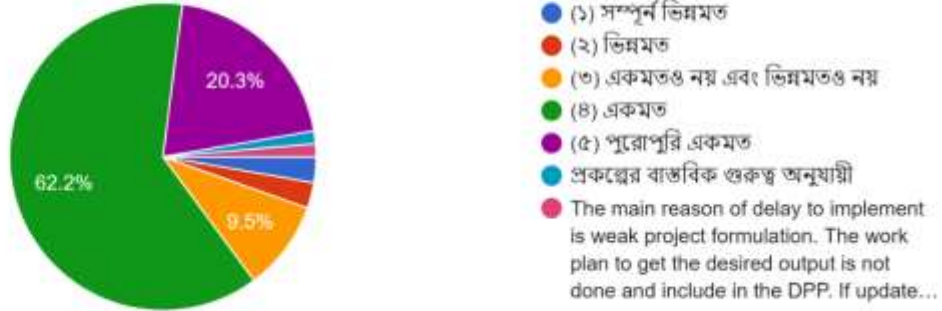 20.3%
62.2%
9.5%
(১) সম্পূর্ন ভিন্নমত
(২) ভিন্নমত
(৩) একমতও নয় এবং ভিন্নমতও নয়
(৪) একমত
(৫) পুরোপুরি একমত
প্রকল্পের বাস্তবিক গুরুত্ব অনুযায়ী
The main reason of delay to implement
is weak project formulation. The work
plan to get the desired output is not
done and include in the DPP. If update…